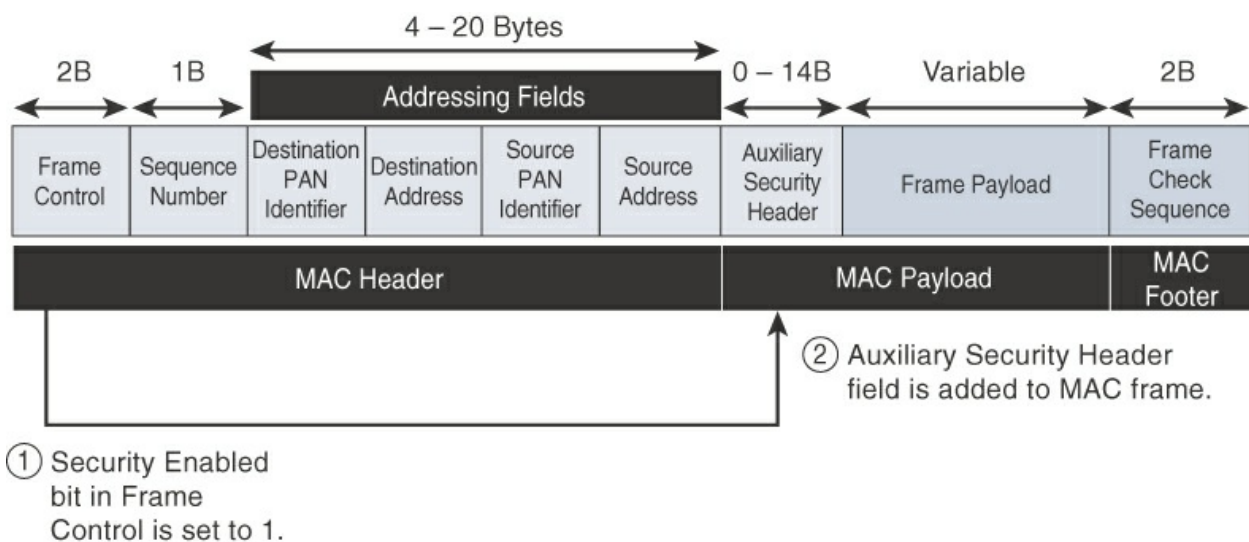 4 – 20 Bytes
2B
1B
0 – 14B
Variable
2B
Addressing Fields
Frame
Control
Sequence
Number
Destination
PAN
Identifier
Destination
Address
Source
PAN
Identifier
Source
Address
Auxiliary
Security
Header
Frame Payload
Frame
Check
Sequence
MAC Header
MAC Payload
MAC
Footer
2 Auxiliary Security Header
field is added to MAC frame.
1 Security Enabled
bit in Frame
Control is set to 1.